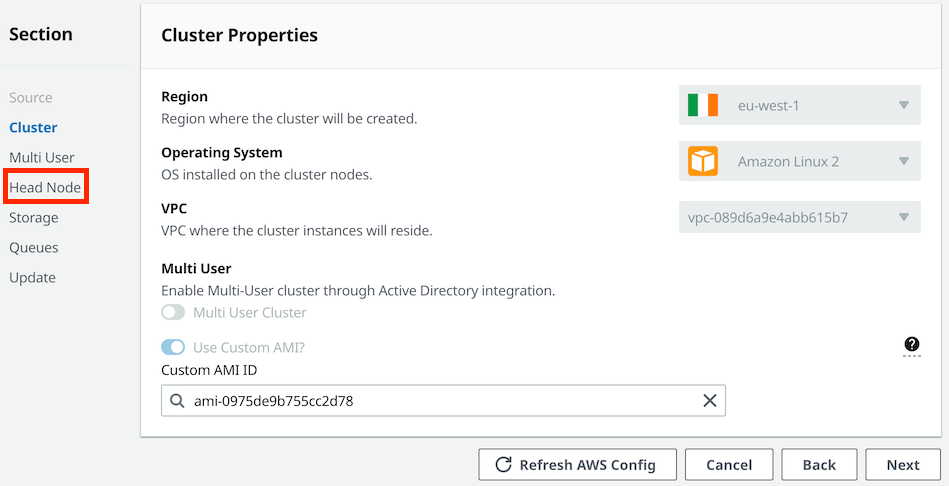 Section
Source
Cluster
Multi User
Head Node
Storage
Queues
Update
Cluster Properties
Region
Region where the cluster will be created.
eu-west-1
Operating System
OS installed on the cluster nodes.
Amazon Linux 2
VPC
VPC where the cluster instances will reside.
vpc-089d6a9e4abb615b7
Multi User
Enable Multi-User cluster through Active Directory integration.
Multi User Cluster
Use Custom AMI?
?
Custom AMI ID
ami-0975de9b755cc2d78
Refresh AWS Config
Cancel
Back
Next